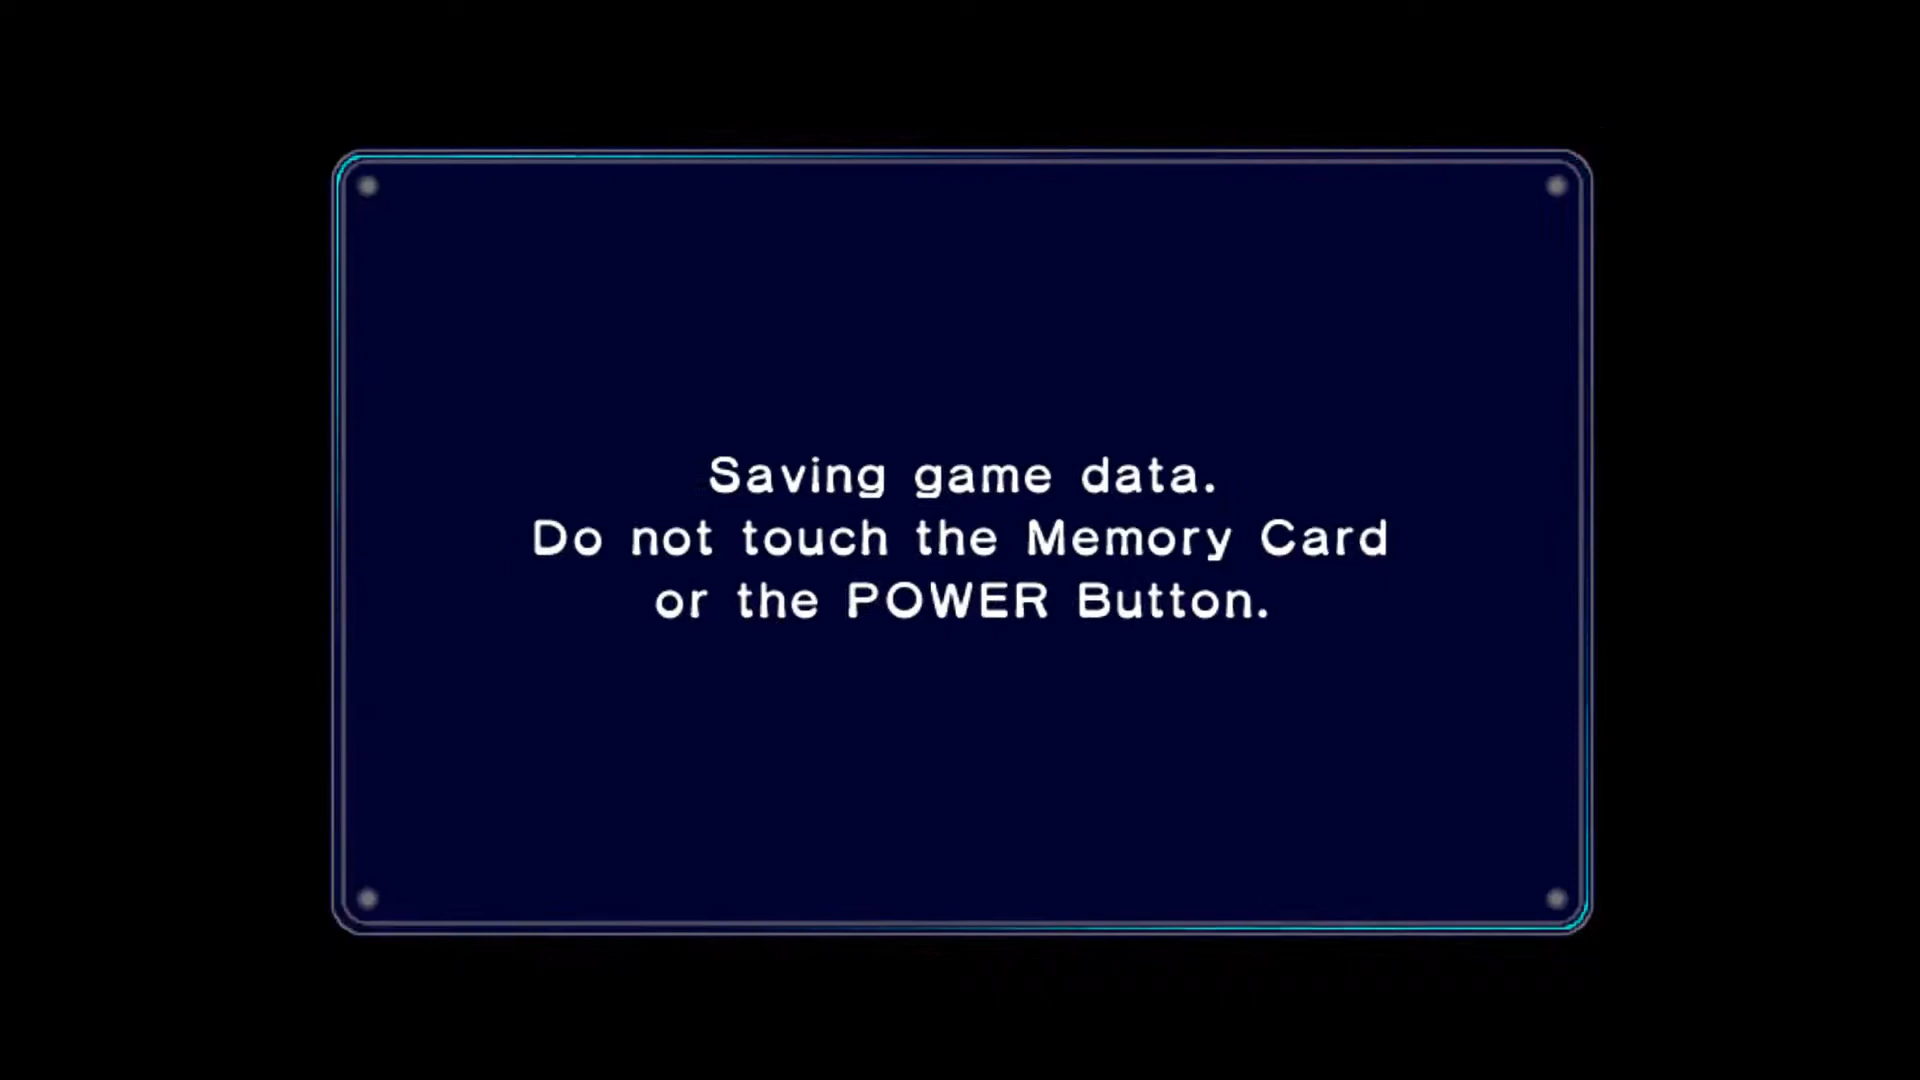 Saving game data.
Do not touch the Memory Card
or the POWER Button.